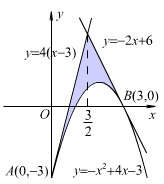 y
y=4(x−3)
y=−2x+6
O
3/2
B(3,0)
x
A(0,−3)
y=−x²+4x−3